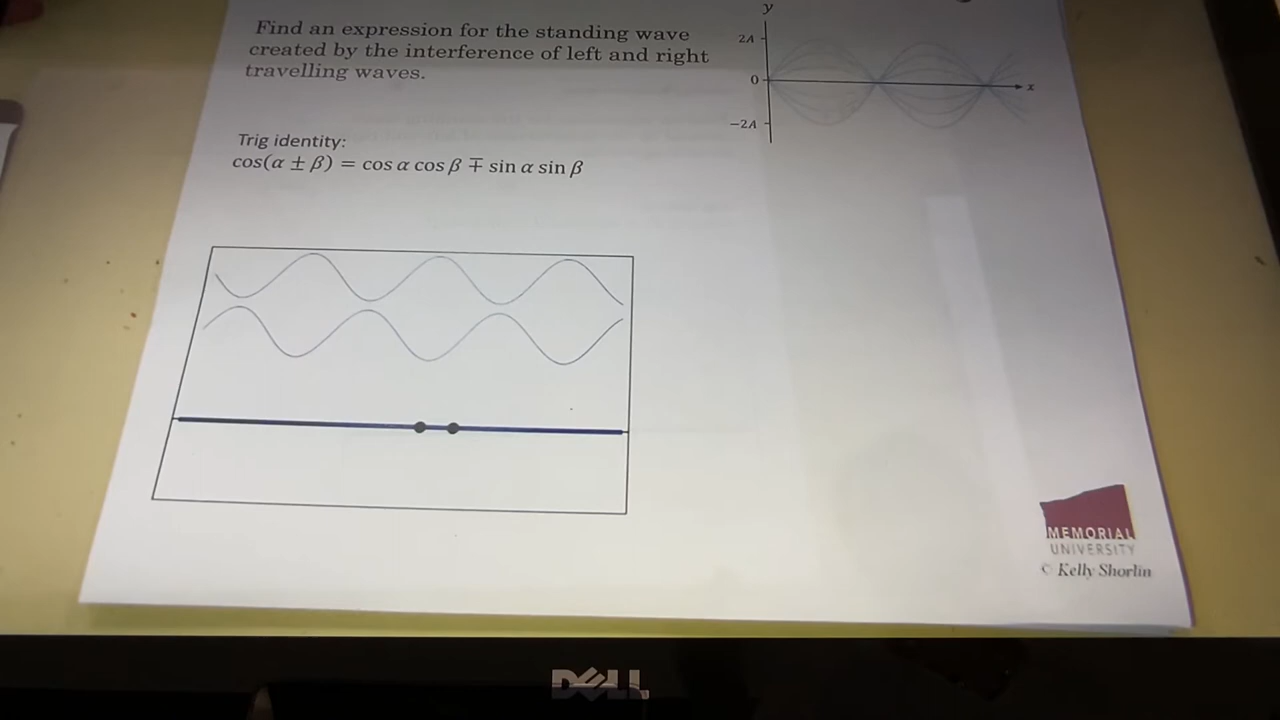 Find an expression for the standing wave
created by the interference of left and right
travelling waves.
Trig identity:
cos(α ± β) = cos α cos β ∓ sin α sin β
y
2A
0
x
−2A
MEMORIAL
UNIVERSITY
© Kelly Shorlin
DELL